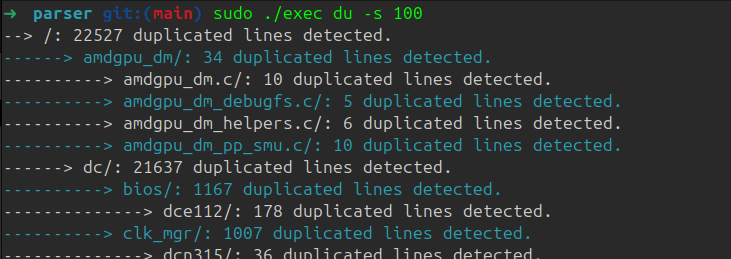 ➜ parser git:(main) sudo ./exec du -s 100
--> /: 22527 duplicated lines detected.
------> amdgpu_dm/: 34 duplicated lines detected.
----------> amdgpu_dm.c/: 10 duplicated lines detected.
----------> amdgpu_dm_debugfs.c/: 5 duplicated lines detected.
----------> amdgpu_dm_helpers.c/: 6 duplicated lines detected.
----------> amdgpu_dm_pp_smu.c/: 10 duplicated lines detected.
------> dc/: 21637 duplicated lines detected.
----------> bios/: 1167 duplicated lines detected.
--------------> dce112/: 178 duplicated lines detected.
----------> clk_mgr/: 1007 duplicated lines detected.
--------------> dcn315/: 36 duplicated lines detected.